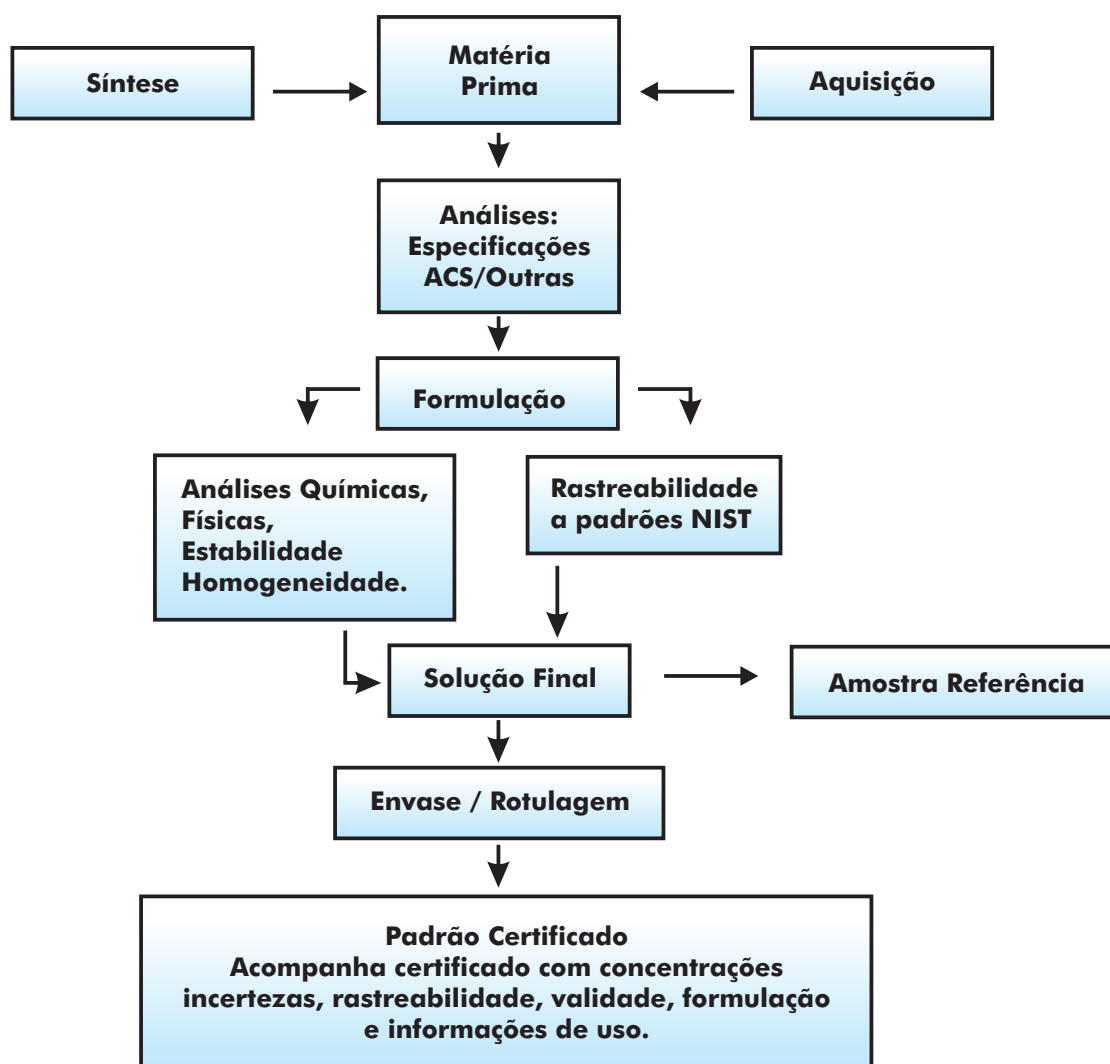 Síntese
Matéria
Prima
Aquisição
Análises:
Especificações
ACS/Outras
Formulação
Análises Químicas,
Físicas,
Estabilidade
Homogeneidade.
Rastreabilidade
a padrões NIST
Solução Final
Amostra Referência
Envase / Rotulagem
Padrão Certificado
Acompanha certificado com concentrações
incertezas, rastreabilidade, validade, formulação
e informações de uso.